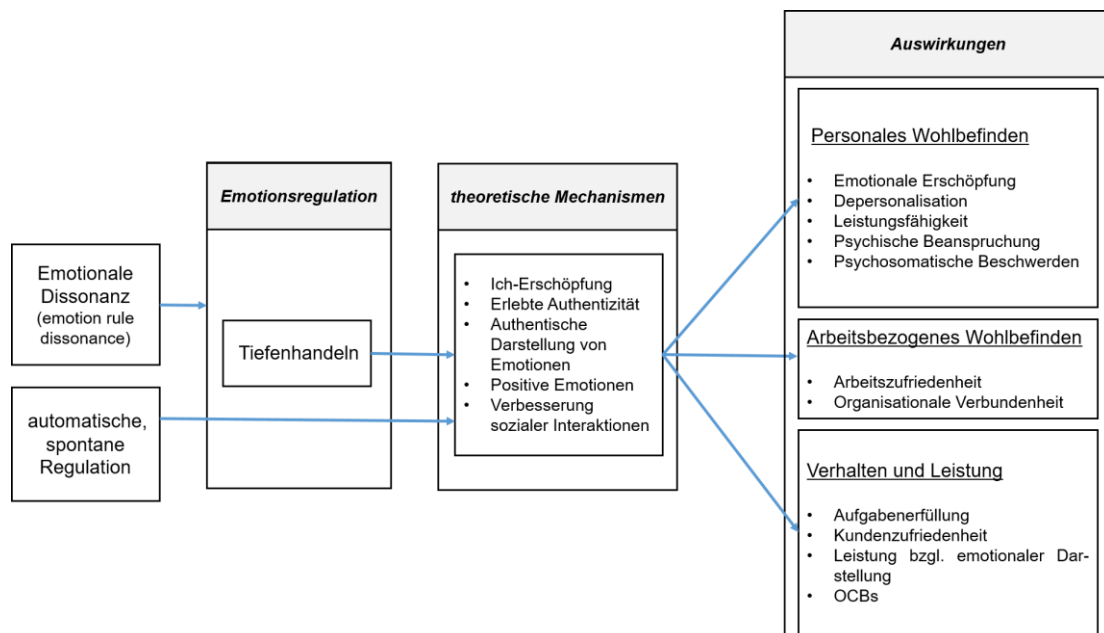 Emotionale
Dissonanz
(emotion rule
dissonance)
automatische,
spontane
Regulation
Emotionsregulation
Tiefenhandeln
theoretische Mechanismen
• Ich-Erschöpfung
• Erlebte Authentizität
• Authentische
Darstellung von
Emotionen
• Positive Emotionen
• Verbesserung
sozialer Interaktionen
Auswirkungen
Personales Wohlbefinden
• Emotionale Erschöpfung
• Depersonalisation
• Leistungsfähigkeit
• Psychische Beanspruchung
• Psychosomatische Beschwerden
Arbeitsbezogenes Wohlbefinden
• Arbeitszufriedenheit
• Organisationale Verbundenheit
Verhalten und Leistung
• Aufgabenerfüllung
• Kundenzufriedenheit
• Leistung bzgl. emotionaler Dar-
stellung
• OCBs